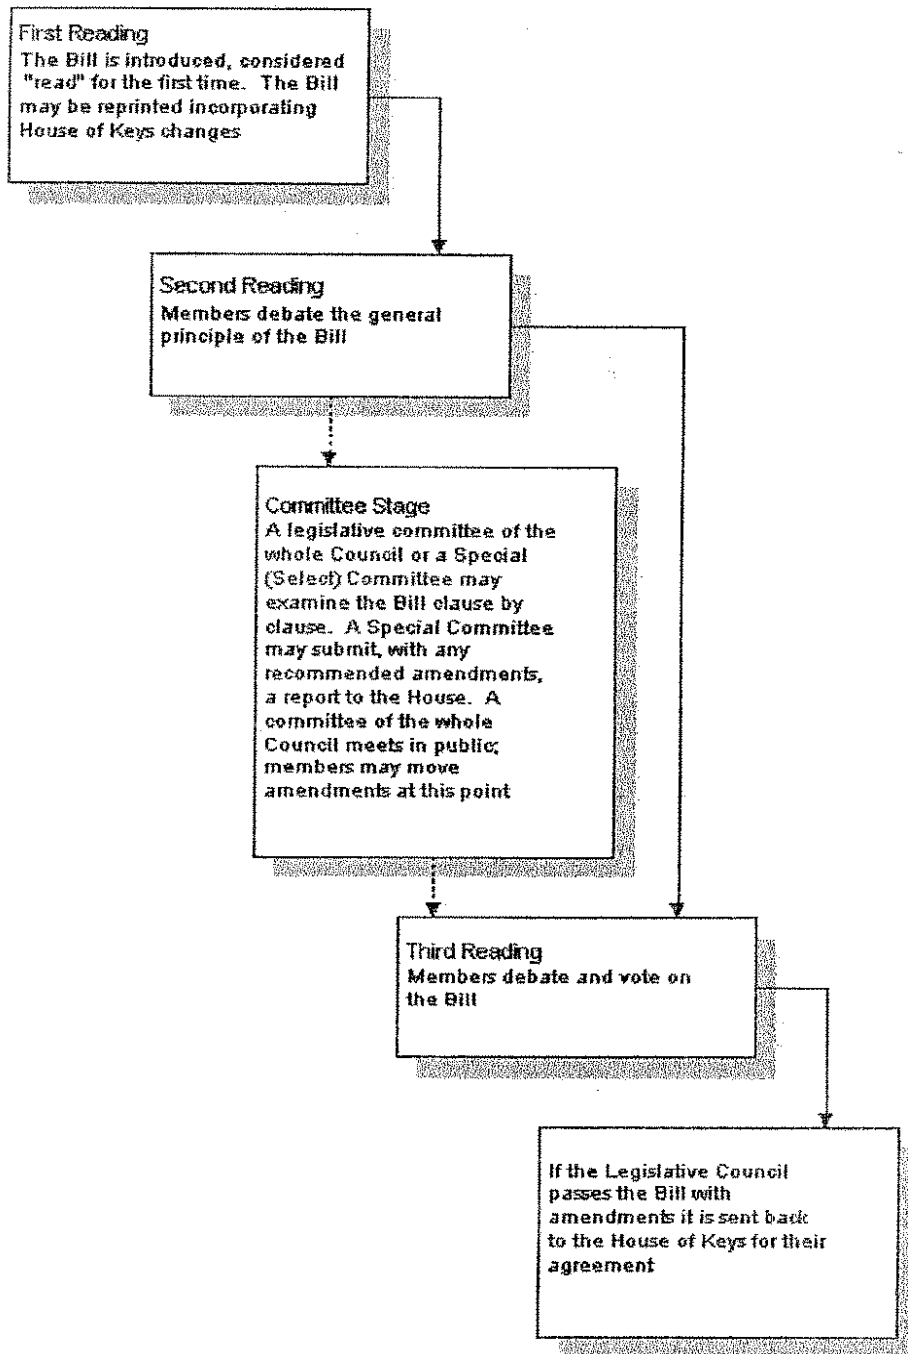 First Reading
The Bill is introduced, considered
"read" for the first time. The Bill
may be reprinted incorporating
House of Keys changes
Second Reading
Members debate the general
principle of the Bill
Committee Stage
A legislative committee of the
whole Council or a Special
(Select) Committee may
examine the Bill clause by
clause. A Special Committee
may submit, with any
recommended amendments,
a report to the House. A
committee of the whole
Council meets in public;
members may move
amendments at this point
Third Reading
Members debate and vote on
the Bill
If the Legislative Council
passes the Bill with
amendments it is sent back
to the House of Keys for their
agreement